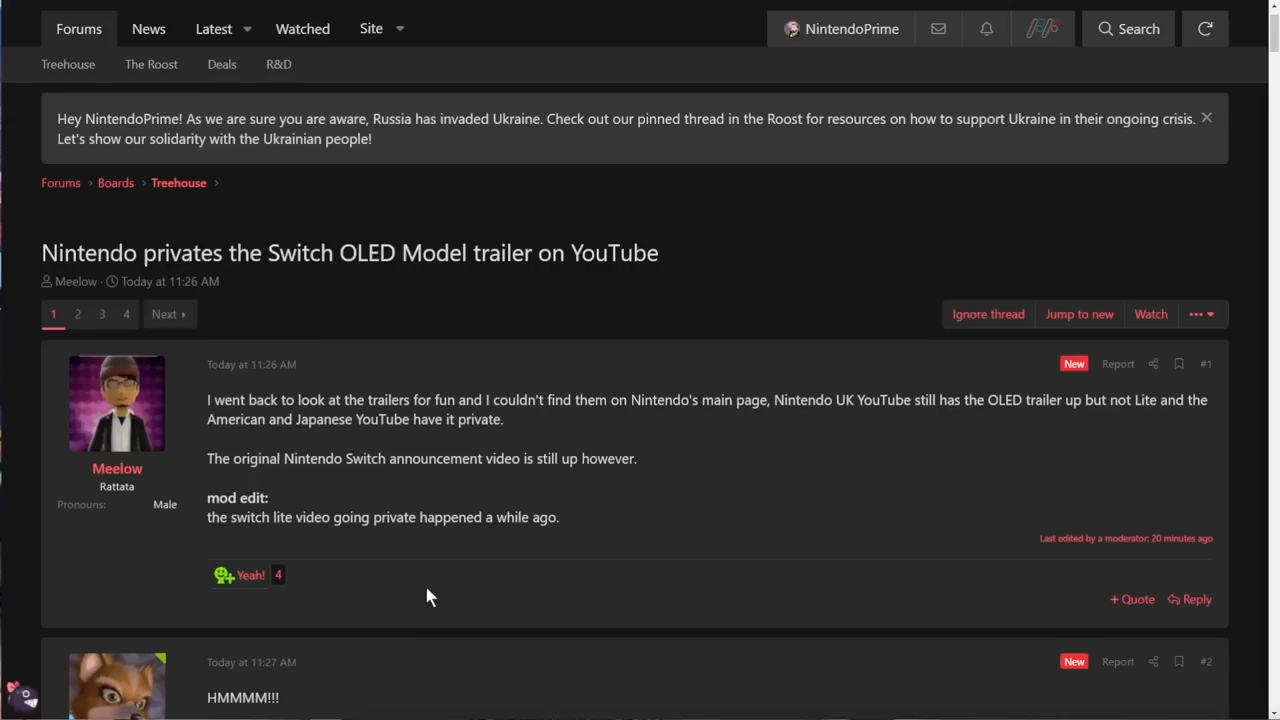 Forums News Latest Watched Site NintendoPrime Search
Treehouse The Roost Deals R&D
Hey NintendoPrime! As we are sure you are aware, Russia has invaded Ukraine. Check out our pinned thread in the Roost for resources on how to support Ukraine in their ongoing crisis.
Let's show our solidarity with the Ukrainian people!
Forums › Boards › Treehouse ›
Nintendo privates the Switch OLED Model trailer on YouTube
Meelow · Today at 11:26 AM
1 2 3 4 Next Ignore thread Jump to new Watch •••
Today at 11:26 AM New Report #1
I went back to look at the trailers for fun and I couldn't find them on Nintendo's main page, Nintendo UK YouTube still has the OLED trailer up but not Lite and the
American and Japanese YouTube have it private.
The original Nintendo Switch announcement video is still up however.
Meelow
Rattata
Pronouns: Male
mod edit:
the switch lite video going private happened a while ago.
Last edited by a moderator: 20 minutes ago
Yeah! 4
+ Quote Reply
Today at 11:27 AM New Report #2
HMMMM!!!